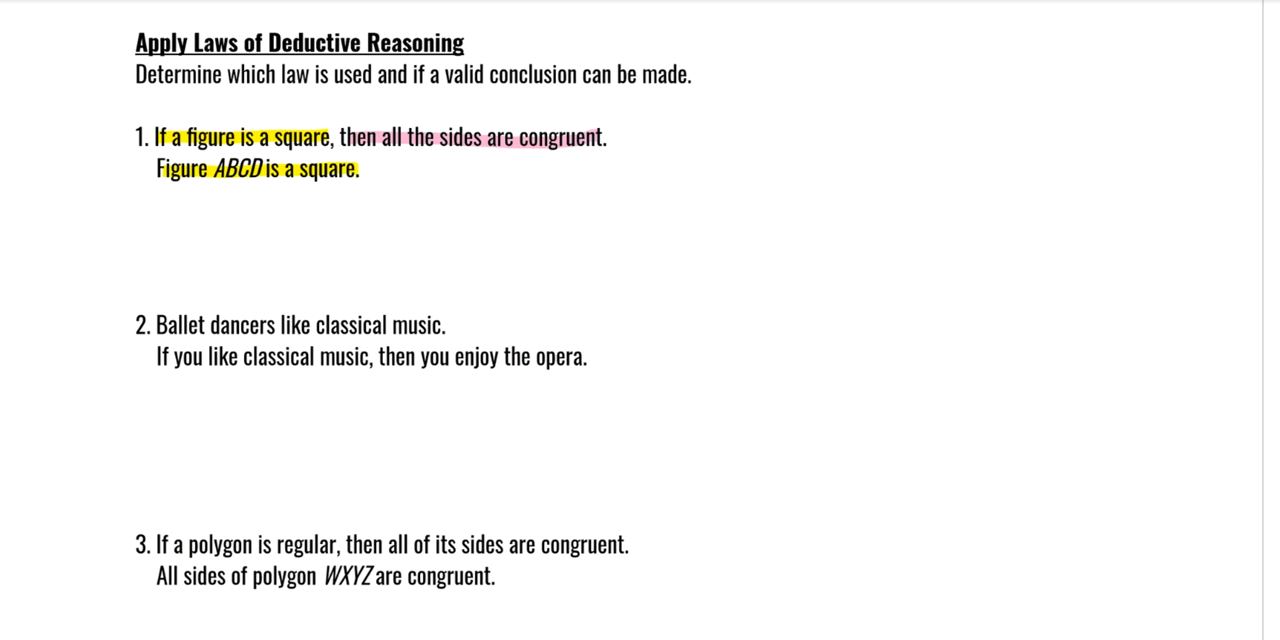 Apply Laws of Deductive Reasoning
Determine which law is used and if a valid conclusion can be made.
1. If a figure is a square, then all the sides are congruent.
Figure ABCD is a square.
2. Ballet dancers like classical music.
If you like classical music, then you enjoy the opera.
3. If a polygon is regular, then all of its sides are congruent.
All sides of polygon WXYZ are congruent.